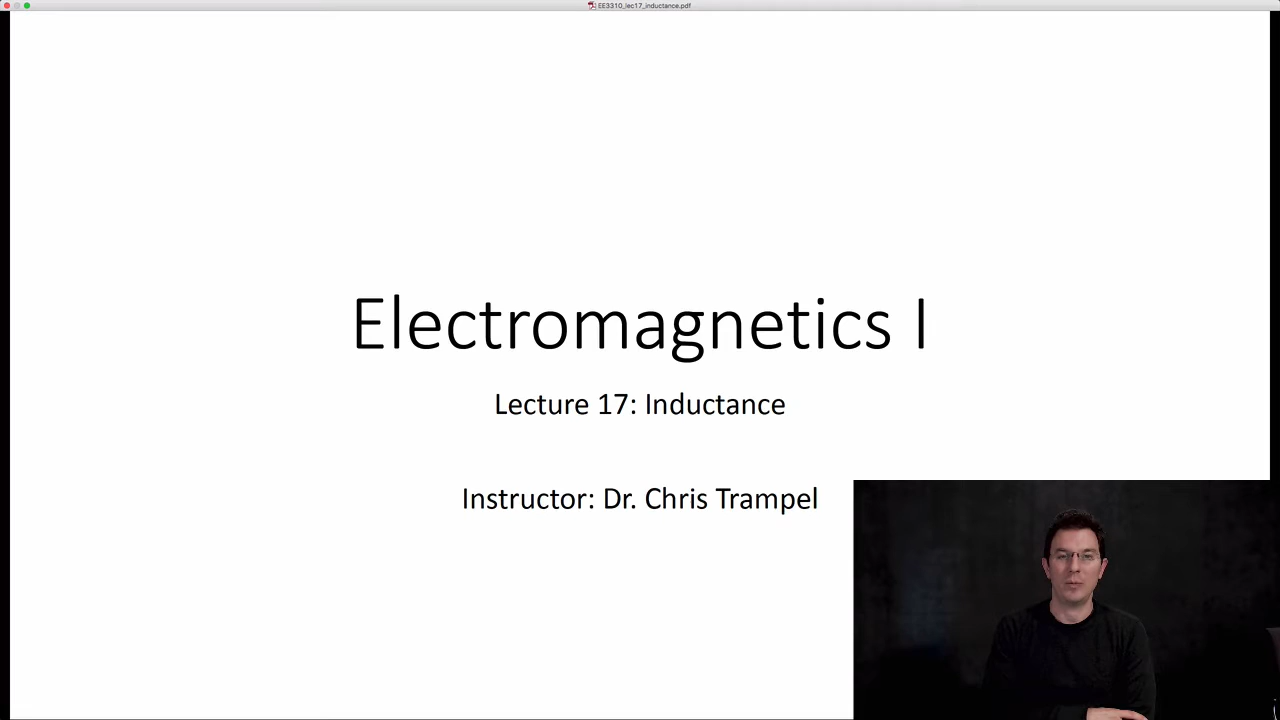 EE3310_lec17_inductance.pdf
Electromagnetics I
Lecture 17: Inductance
Instructor: Dr. Chris Trampel